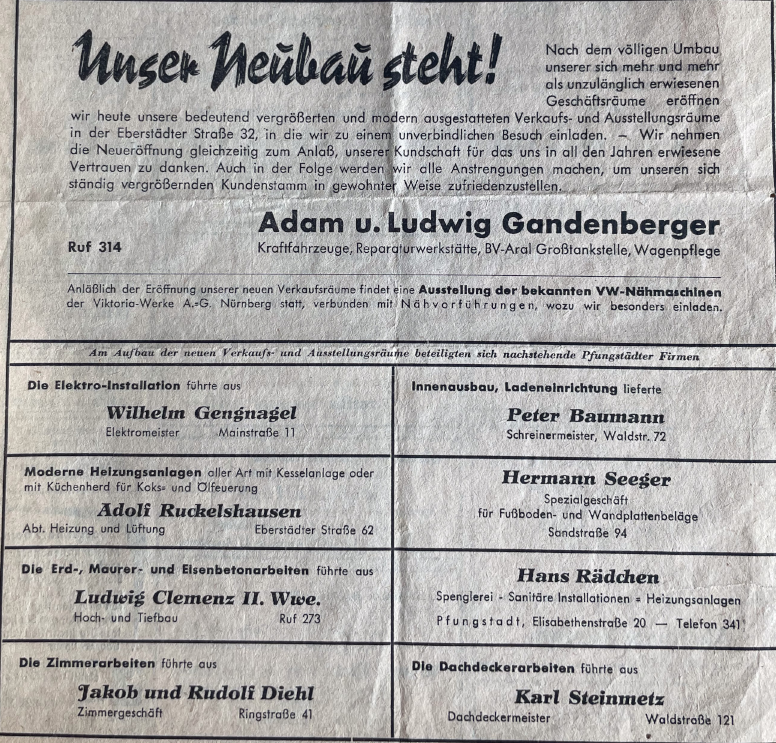 Unser Neubau steht!
Nach dem völligen Umbau
unserer sich mehr und mehr
als unzulänglich erwiesenen
Geschäftsräume eröffnen
wir heute unsere bedeutend vergrößerten und modern ausgestatteten Verkaufs- und Ausstellungsräume
in der Eberstädter Straße 32, in die wir zu einem unverbindlichen Besuch einladen. — Wir nehmen
die Neueröffnung gleichzeitig zum Anlaß, unserer Kundschaft für das uns in all den Jahren erwiesene
Vertrauen zu danken. Auch in der Folge werden wir alle Anstrengungen machen, um unseren sich
ständig vergrößernden Kundenstamm in gewohnter Weise zufriedenzustellen.
Adam u. Ludwig Gandenberger
Ruf 314
Kraftfahrzeuge, Reparaturwerkstätte, BV-Aral Großtankstelle, Wagenpflege
Anläßlich der Eröffnung unserer neuen Verkaufsräume findet eine Ausstellung der bekannten VW-Nähmaschinen
der Viktoria-Werke A.=G. Nürnberg statt, verbunden mit Nähvorführungen, wozu wir besonders einladen.
Am Aufbau der neuen Verkaufs- und Ausstellungsräume beteiligten sich nachstehende Pfungstädter Firmen
Die Elektro-Installation führte aus
Wilhelm Gengnagel
Elektromeister Mainstraße 11
Innenausbau, Ladeneinrichtung lieferte
Peter Baumann
Schreinermeister, Waldstr. 72
Moderne Heizungsanlagen aller Art mit Kesselanlage oder
mit Küchenherd für Koks= und Ölfeuerung
Adolf Ruckelshausen
Abt. Heizung und Lüftung Eberstädter Straße 62
Hermann Seeger
Spezialgeschäft
für Fußboden- und Wandplattenbeläge
Sandstraße 94
Die Erd-, Maurer- und Eisenbetonarbeiten führte aus
Ludwig Clemenz II. Wwe.
Hoch- und Tiefbau Ruf 273
Hans Rädchen
Spenglerei - Sanitäre Installationen = Heizungsanlagen
Pfungstadt, Elisabethenstraße 20 — Telefon 341
Die Zimmerarbeiten führte aus
Jakob und Rudolf Diehl
Zimmergeschäft Ringstraße 41
Die Dachdeckerarbeiten führte aus
Karl Steinmetz
Dachdeckermeister Waldstraße 121